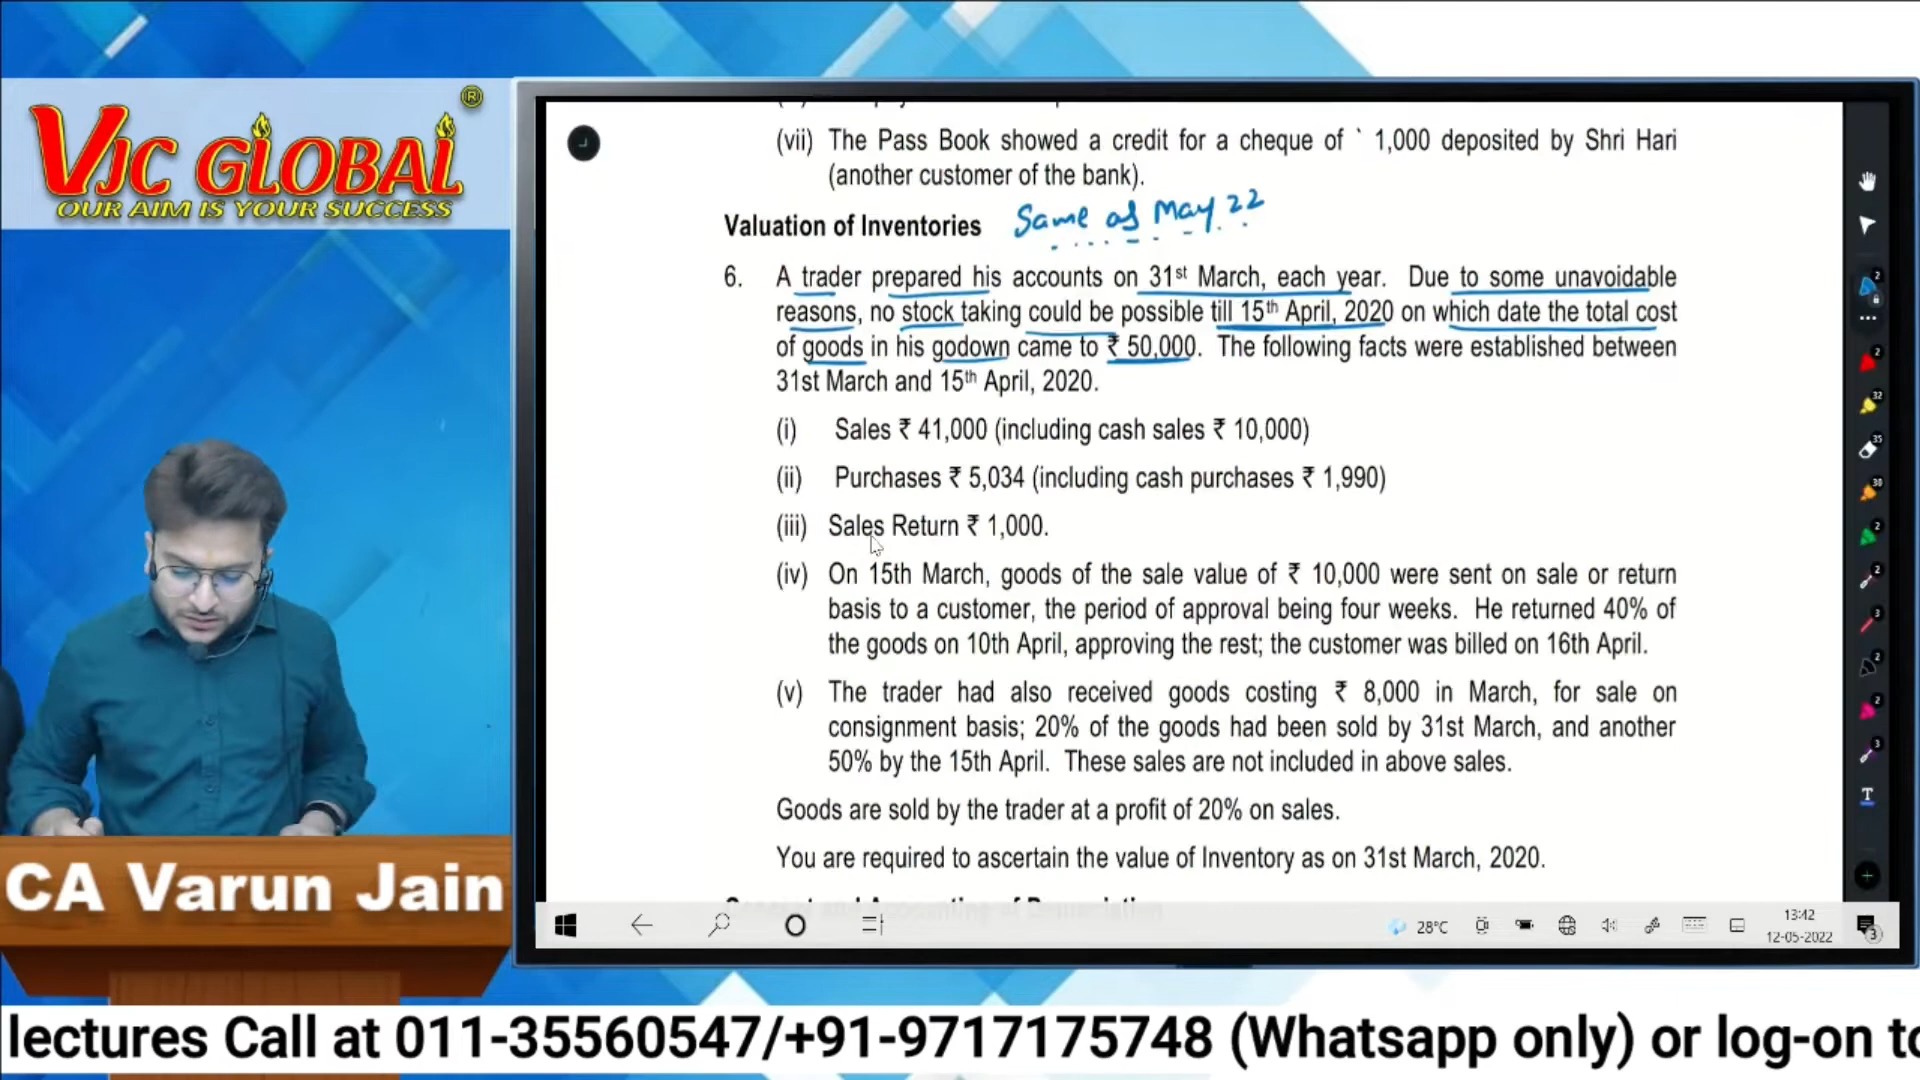 VJC GLOBAL ®
OUR AIM IS YOUR SUCCESS
(vii) The Pass Book showed a credit for a cheque of ` 1,000 deposited by Shri Hari
(another customer of the bank).
Valuation of Inventories Same as May 22
6. A trader prepared his accounts on 31st March, each year. Due to some unavoidable
reasons, no stock taking could be possible till 15th April, 2020 on which date the total cost
of goods in his godown came to ₹ 50,000. The following facts were established between
31st March and 15th April, 2020.
(i) Sales ₹ 41,000 (including cash sales ₹ 10,000)
(ii) Purchases ₹ 5,034 (including cash purchases ₹ 1,990)
(iii) Sales Return ₹ 1,000.
(iv) On 15th March, goods of the sale value of ₹ 10,000 were sent on sale or return
basis to a customer, the period of approval being four weeks. He returned 40% of
the goods on 10th April, approving the rest; the customer was billed on 16th April.
(v) The trader had also received goods costing ₹ 8,000 in March, for sale on
consignment basis; 20% of the goods had been sold by 31st March, and another
50% by the 15th April. These sales are not included in above sales.
Goods are sold by the trader at a profit of 20% on sales.
You are required to ascertain the value of Inventory as on 31st March, 2020.
28°C
13:42
12-05-2022
3
CA Varun Jain
lectures Call at 011-35560547/+91-9717175748 (Whatsapp only) or log-on to